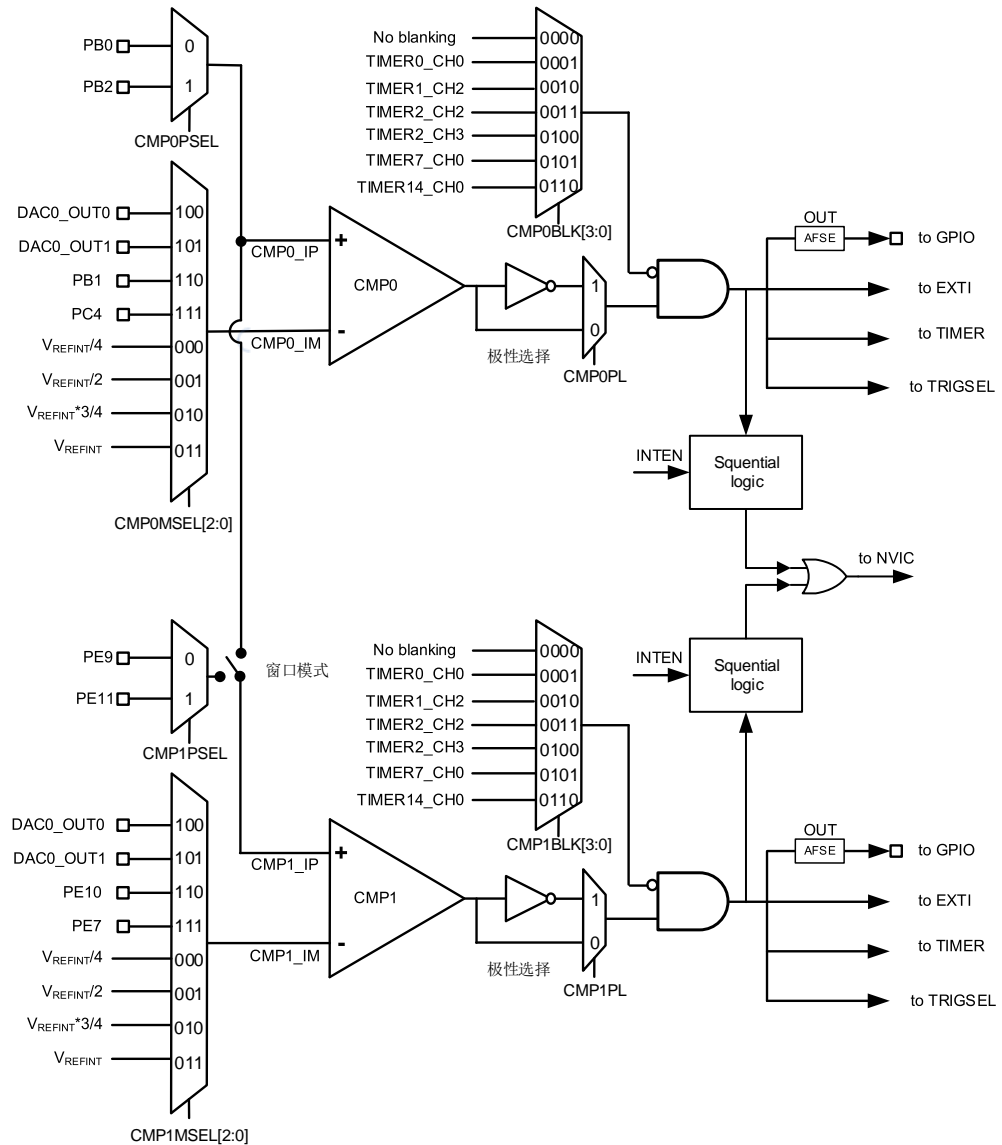 PB0
0
PB2
1
CMP0PSEL
No blanking
0000
TIMER0_CH0
0001
TIMER1_CH2
0010
TIMER2_CH2
0011
TIMER2_CH3
0100
TIMER7_CH0
0101
TIMER14_CH0
0110
CMP0BLK[3:0]
DAC0_OUT0
100
DAC0_OUT1
101
PB1
110
PC4
111
VREFINT/4
000
VREFINT/2
001
VREFINT*3/4
010
VREFINT
011
CMP0MSEL[2:0]
CMP0_IP
+
CMP0
CMP0_IM
-
1
0
极性选择
CMP0PL
OUT
AFSE
to GPIO
to EXTI
to TIMER
to TRIGSEL
INTEN
Squential
logic
to NVIC
INTEN
Squential
logic
PE9
0
PE11
1
CMP1PSEL
窗口模式
No blanking
0000
TIMER0_CH0
0001
TIMER1_CH2
0010
TIMER2_CH2
0011
TIMER2_CH3
0100
TIMER7_CH0
0101
TIMER14_CH0
0110
CMP1BLK[3:0]
DAC0_OUT0
100
DAC0_OUT1
101
PE10
110
PE7
111
VREFINT/4
000
VREFINT/2
001
VREFINT*3/4
010
VREFINT
011
CMP1MSEL[2:0]
CMP1_IP
+
CMP1
CMP1_IM
-
1
0
极性选择
CMP1PL
OUT
AFSE
to GPIO
to EXTI
to TIMER
to TRIGSEL